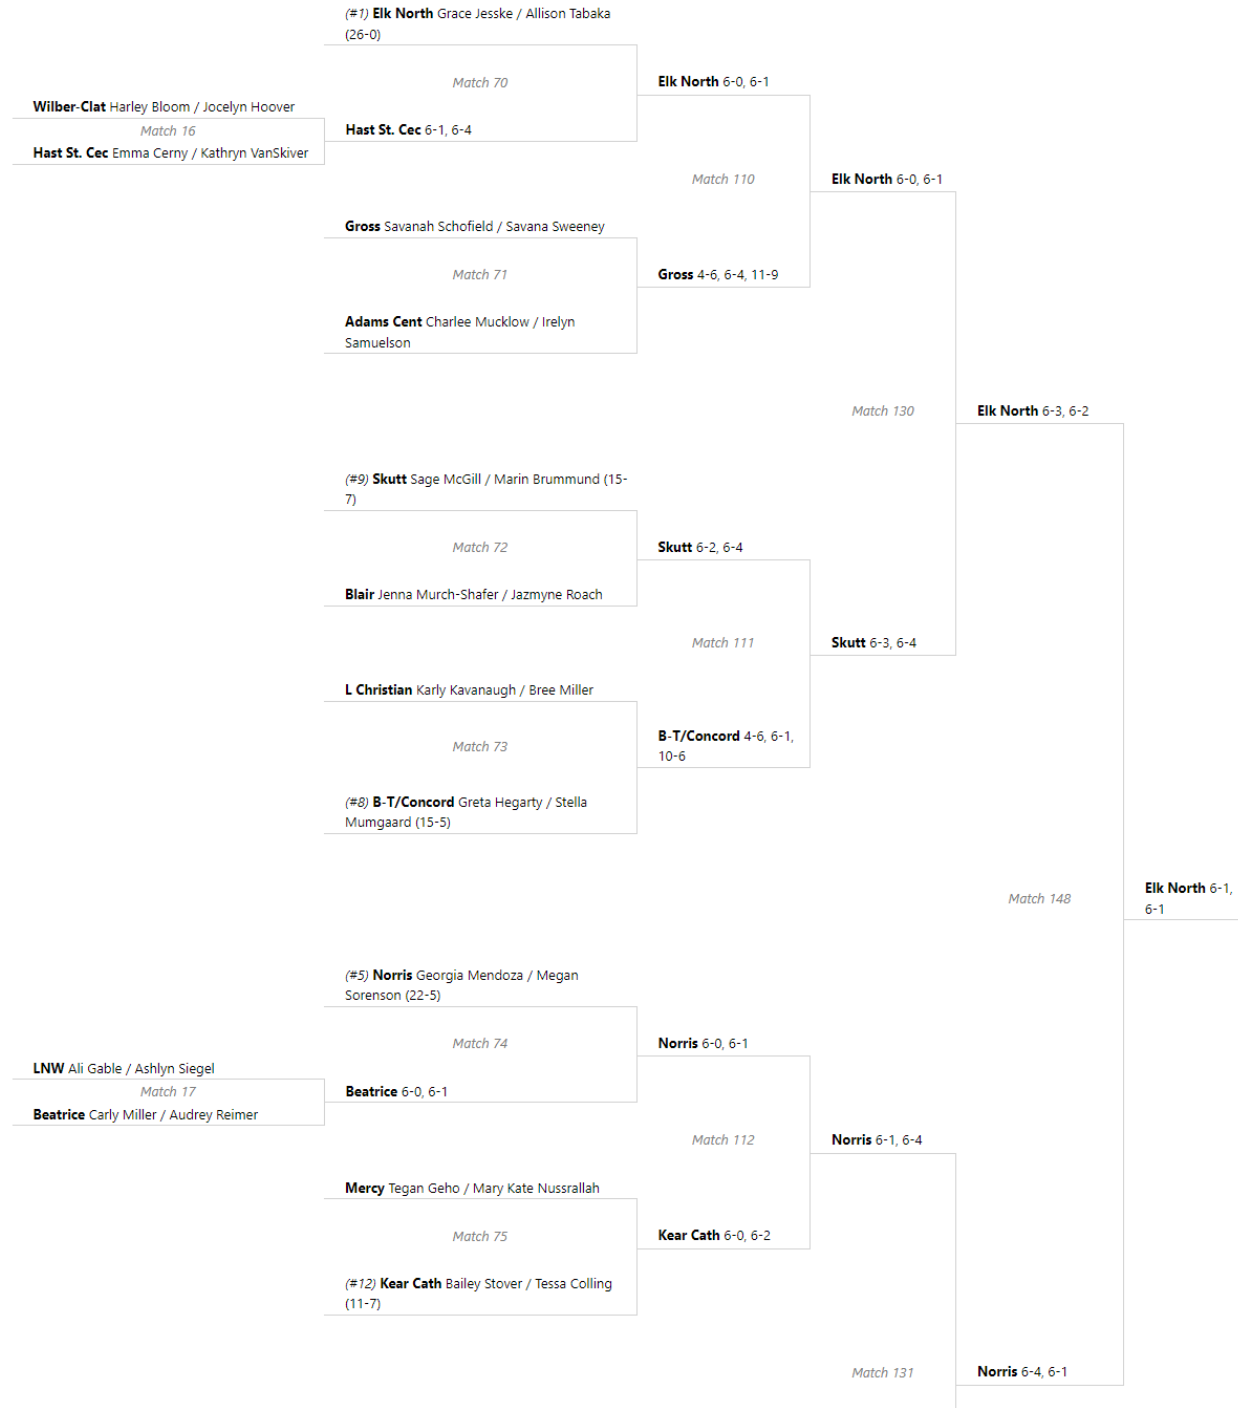 (#1) Elk North Grace Jesske / Allison Tabaka
(26-0)
Match 70
Elk North 6-0, 6-1
Wilber-Clat Harley Bloom / Jocelyn Hoover
Match 16
Hast St. Cec 6-1, 6-4
Hast St. Cec Emma Cerny / Kathryn VanSkiver
Match 110
Elk North 6-0, 6-1
Gross Savanah Schofield / Savana Sweeney
Match 71
Gross 4-6, 6-4, 11-9
Adams Cent Charlee Mucklow / Irelyn
Samuelson
Match 130
Elk North 6-3, 6-2
(#9) Skutt Sage McGill / Marin Brummund (15-
7)
Match 72
Skutt 6-2, 6-4
Blair Jenna Murch-Shafer / Jazmyne Roach
Match 111
Skutt 6-3, 6-4
L Christian Karly Kavanaugh / Bree Miller
Match 73
B-T/Concord 4-6, 6-1,
10-6
(#8) B-T/Concord Greta Hegarty / Stella
Mumgaard (15-5)
Match 148
Elk North 6-1,
6-1
(#5) Norris Georgia Mendoza / Megan
Sorenson (22-5)
Match 74
Norris 6-0, 6-1
LNW Ali Gable / Ashlyn Siegel
Match 17
Beatrice 6-0, 6-1
Beatrice Carly Miller / Audrey Reimer
Match 112
Norris 6-1, 6-4
Mercy Tegan Geho / Mary Kate Nussrallah
Match 75
Kear Cath 6-0, 6-2
(#12) Kear Cath Bailey Stover / Tessa Colling
(11-7)
Match 131
Norris 6-4, 6-1